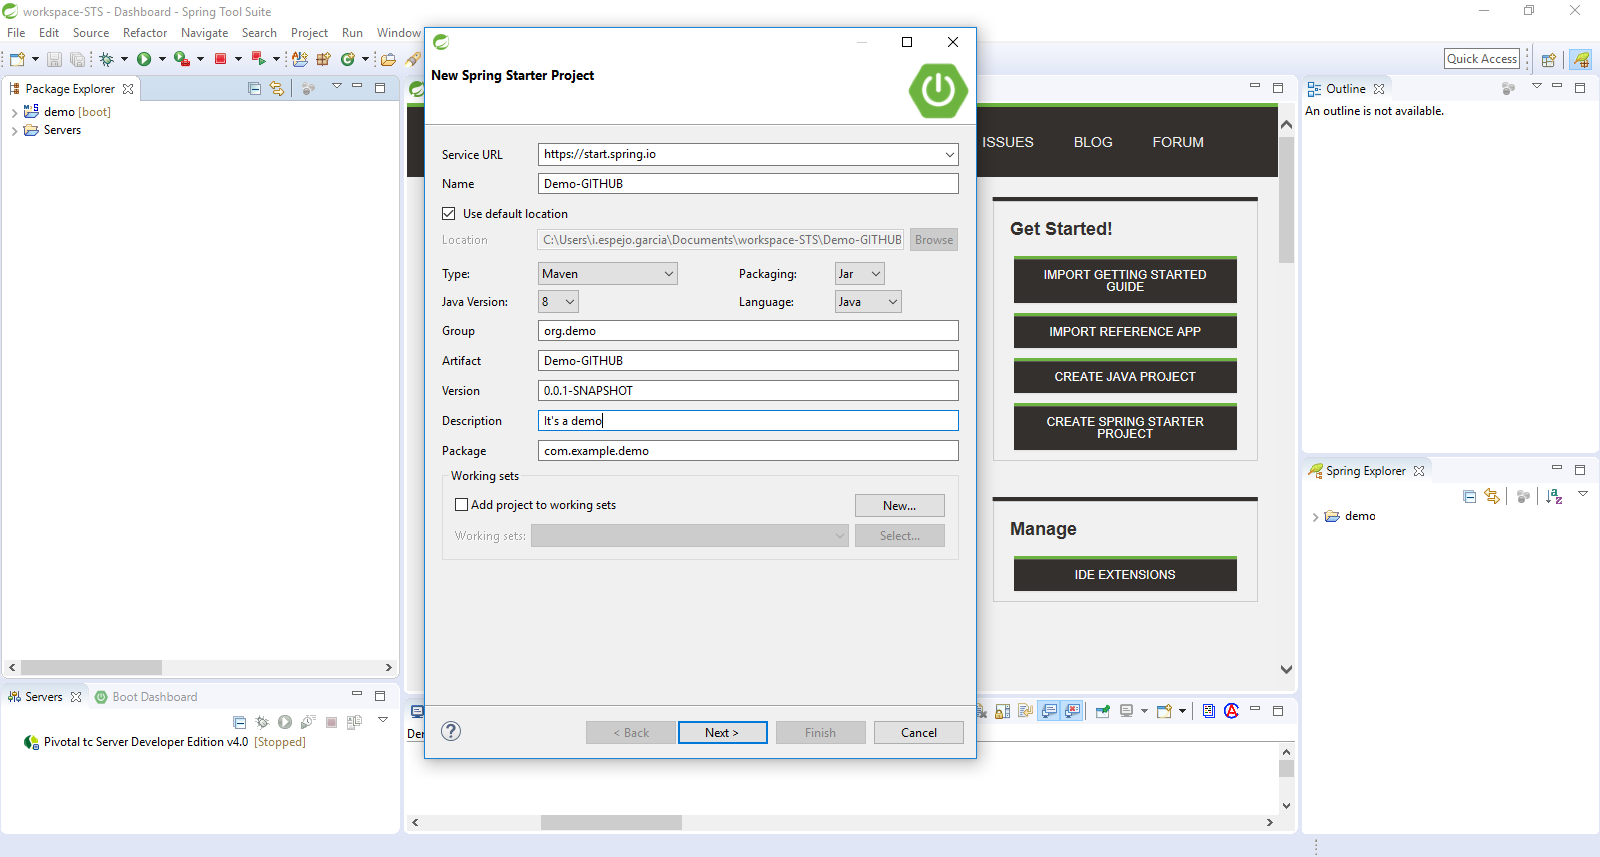 workspace-STS - Dashboard - Spring Tool Suite
File Edit Source Refactor Navigate Search Project Run Window
Quick Access
Package Explorer
demo [boot]
Servers
New Spring Starter Project
Service URL https://start.spring.io
Name Demo-GITHUB
Use default location
Location C:\Users\i.espejo.garcia\Documents\workspace-STS\Demo-GITHUB Browse
Type: Maven Packaging: Jar
Java Version: 8 Language: Java
Group org.demo
Artifact Demo-GITHUB
Version 0.0.1-SNAPSHOT
Description It's a demo
Package com.example.demo
Working sets
Add project to working sets New...
Working sets: Select...
< Back Next > Finish Cancel
ISSUES BLOG FORUM
Get Started!
IMPORT GETTING STARTED
GUIDE
IMPORT REFERENCE APP
CREATE JAVA PROJECT
CREATE SPRING STARTER
PROJECT
Manage
IDE EXTENSIONS
Outline
An outline is not available.
Spring Explorer
demo
Servers Boot Dashboard
Pivotal tc Server Developer Edition v4.0 [Stopped]